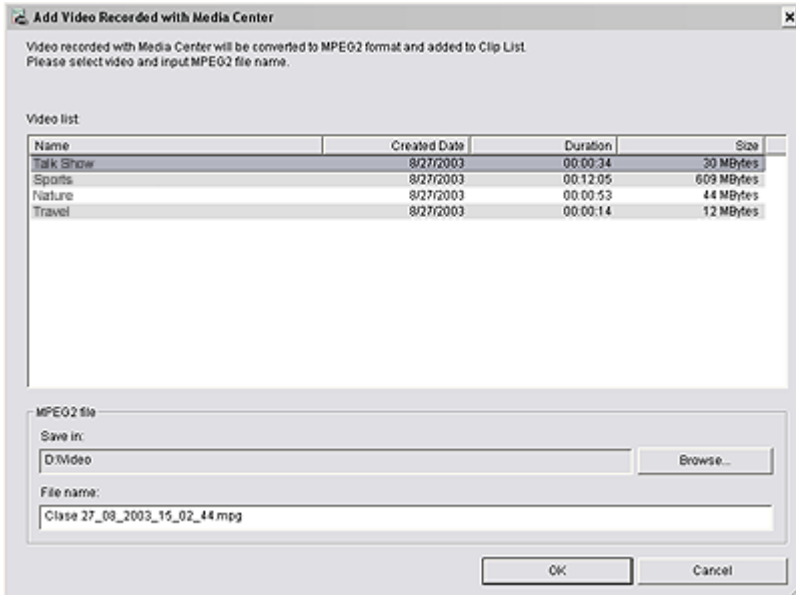 Add Video Recorded with Media Center
Video recorded with Media Center will be converted to MPEG2 format and added to Clip List.
Please select video and input MPEG2 file name.
Video list:
Name Created Date Duration Size
Talk Show 8/27/2003 00:00:34 30 MBytes
Sports 8/27/2003 00:12:05 609 MBytes
Nature 8/27/2003 00:00:53 44 MBytes
Travel 8/27/2003 00:00:14 12 MBytes
MPEG2 file
Save in:
D:\Video
Browse...
File name:
Clase 27_08_2003_15_02_44.mpg
OK Cancel